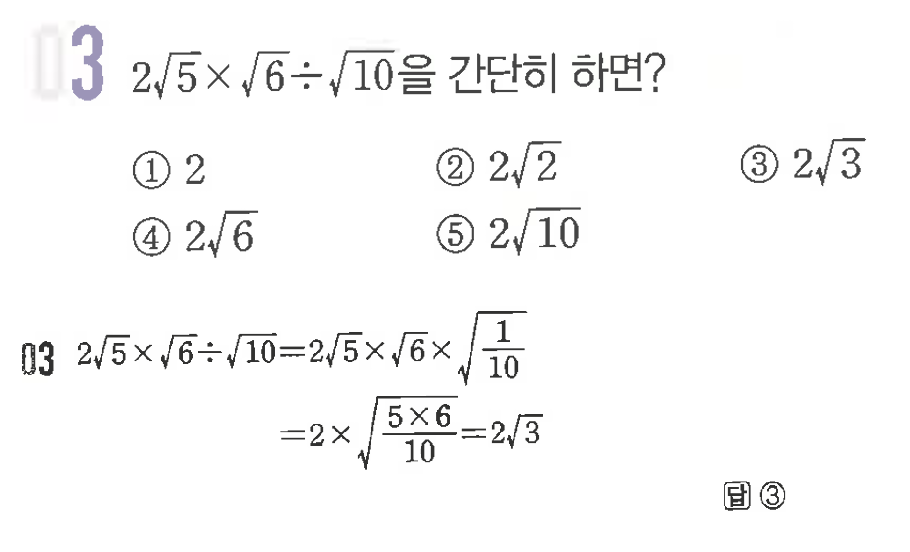 03 2√5×√6÷√10을 간단히 하면?
① 2 ② 2√2 ③ 2√3
④ 2√6 ⑤ 2√10
03 2√5×√6÷√10=2√5×√6×√(1/10)
=2×√(5×6/10)=2√3
답 ③